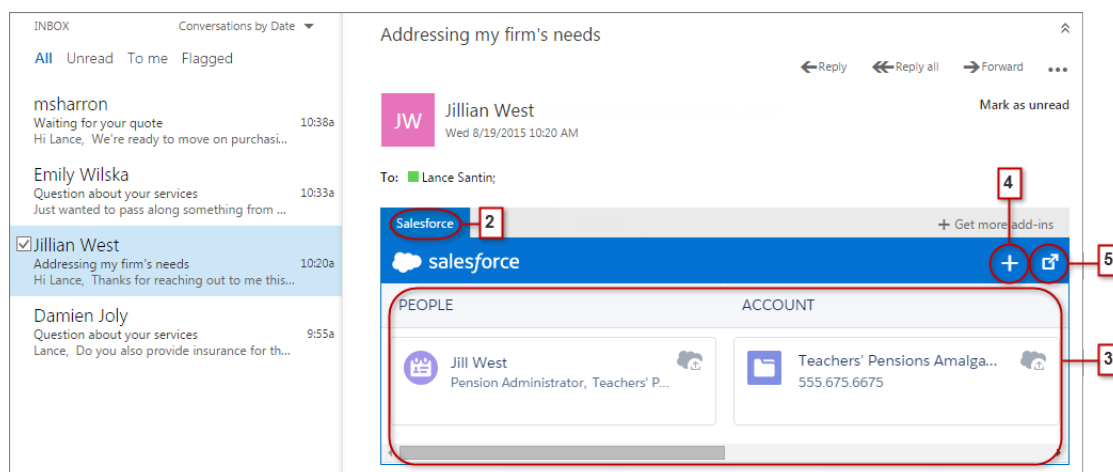 INBOX
Conversations by Date
All Unread To me Flagged
msharron
Waiting for your quote 10:38a
Hi Lance, We're ready to move on purchasi...
Emily Wilska
Question about your services 10:33a
Just wanted to pass along something from ...
Jillian West
Addressing my firm's needs 10:20a
Hi Lance, Thanks for reaching out to me this...
Damien Joly
Question about your services 9:55a
Lance, Do you also provide insurance for th...
Addressing my firm's needs
Reply Reply all Forward ...
JW
Jillian West
Mark as unread
Wed 8/19/2015 10:20 AM
To: Lance Santin;
4
Salesforce 2
+ Get more add-ins
salesforce
+
5
PEOPLE ACCOUNT
3
Jill West
Pension Administrator, Teachers' P...
Teachers' Pensions Amalga...
555.675.6675